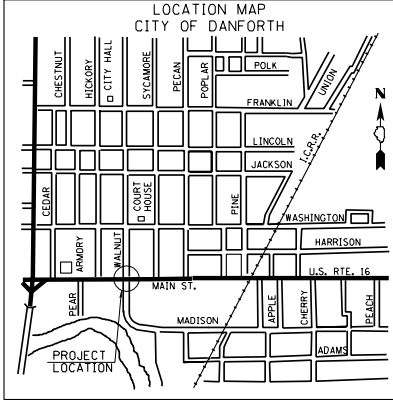 LOCATION MAP
CITY OF DANFORTH
CHESTNUT
HICKORY
CITY HALL
SYCAMORE
PECAN
POPLAR
POLK
UNION
N
FRANKLIN
LINCOLN
I.C.R.R.
JACKSON
CEDAR
COURT
HOUSE
PINE
WASHINGTON
ARMORY
WALNUT
HARRISON
U.S. RTE. 16
MAIN ST.
PEAR
MADISON
APPLE
CHERRY
PEACH
PROJECT
LOCATION
ADAMS